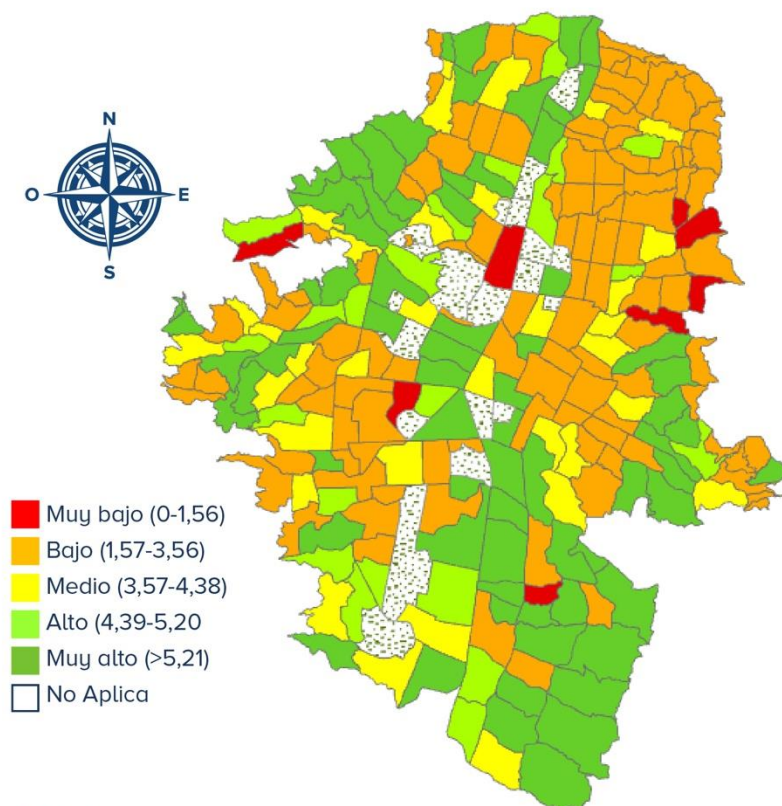 N
O
E
S
Muy bajo (0-1,56)
Bajo (1,57-3,56)
Medio (3,57-4,38)
Alto (4,39-5,20
Muy alto (>5,21)
No Aplica